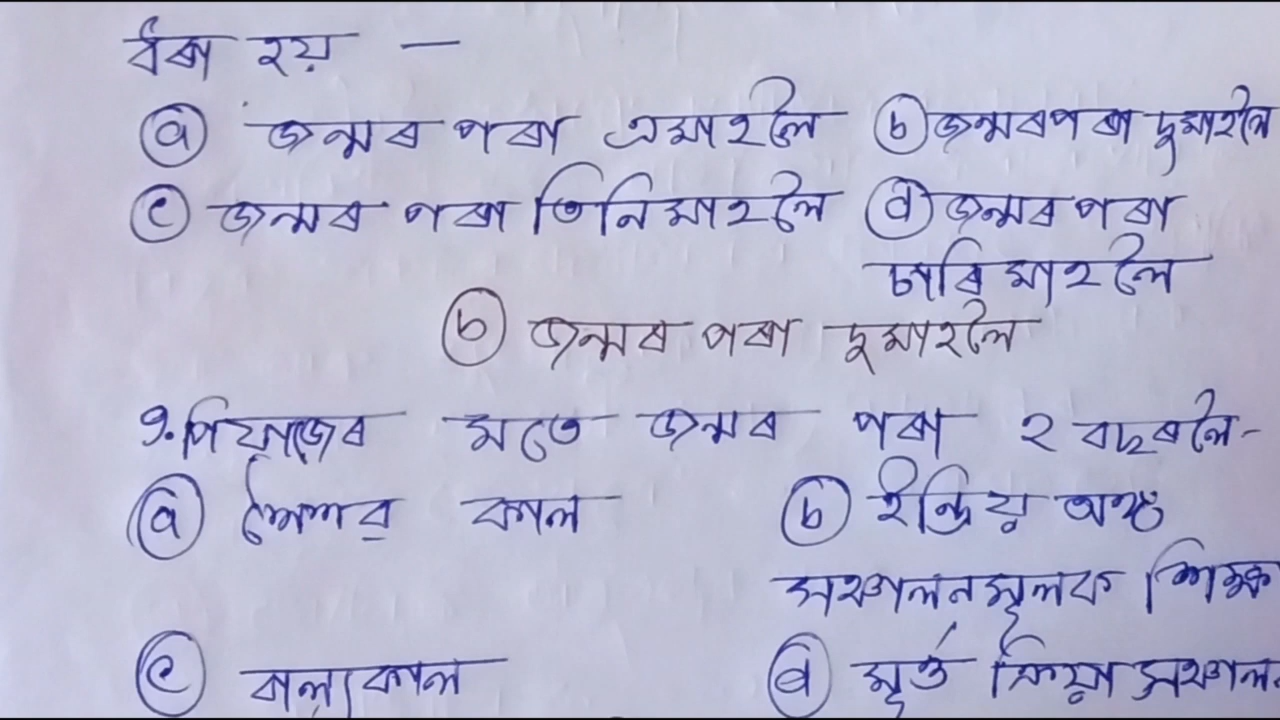 ধৰা হয় —
ⓐ জন্মৰ পৰা এমাহলৈ ⓑ জন্মৰ পৰা দুমাহলৈ
ⓒ জন্মৰ পৰা তিনি মাহলৈ ⓓ জন্মৰ পৰা
চাৰি মাহলৈ
ⓑ জন্মৰ পৰা দুমাহলৈ
9. পিয়াজেৰ মতে জন্মৰ পৰা ২ বছৰলৈ-
ⓐ শৈশৱ কাল ⓑ ইন্দ্ৰিয় অঙ্গ
সঞ্চালনমূলক
ⓒ বাল্যকাল ⓓ মূৰ্ত ক্ৰিয়া